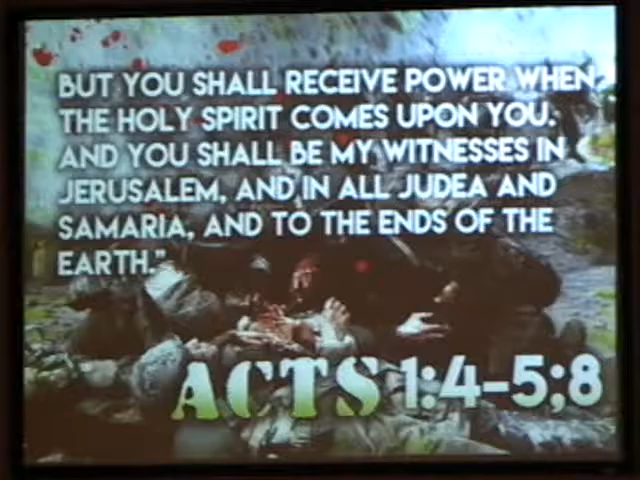 BUT YOU SHALL RECEIVE POWER WHEN
THE HOLY SPIRIT COMES UPON YOU.
AND YOU SHALL BE MY WITNESSES IN
JERUSALEM, AND IN ALL JUDEA AND
SAMARIA, AND TO THE ENDS OF THE
EARTH."
ACTS 1:4-5;8